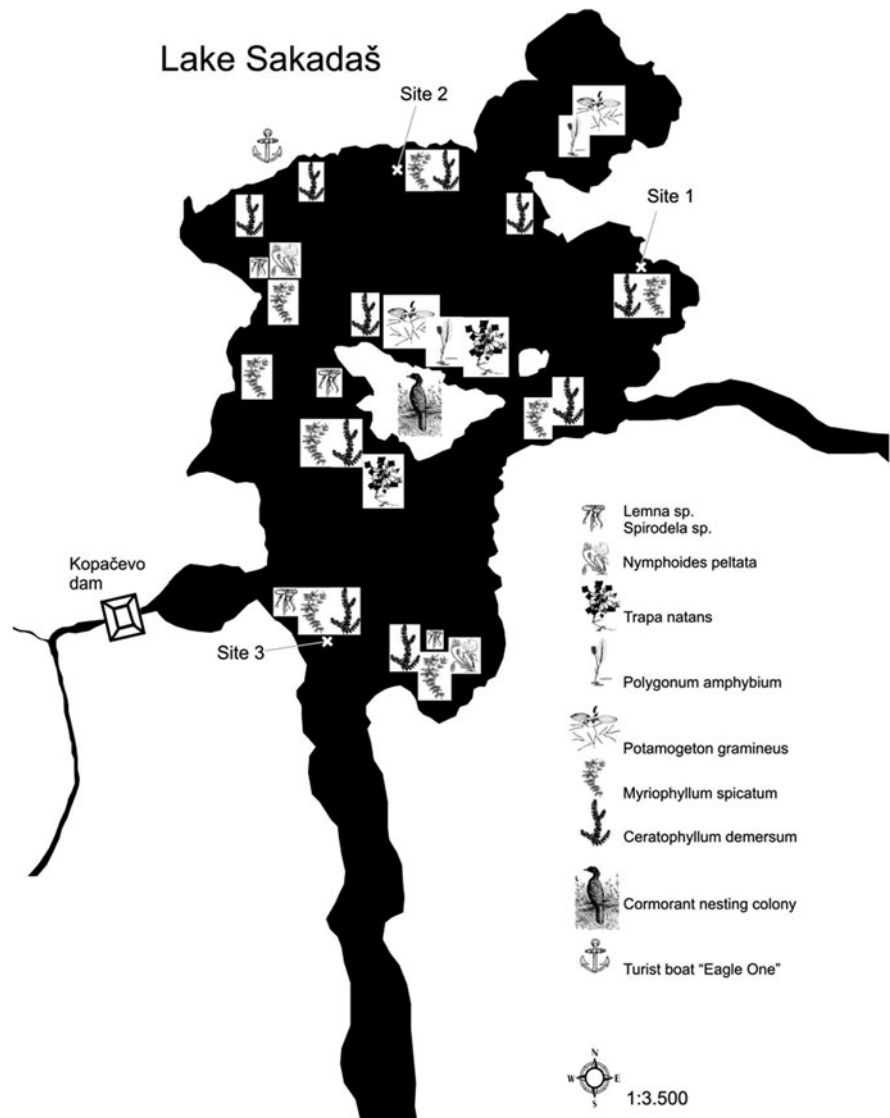 Lake Sakadaš
Site 2
Site 1
Kopačevo
dam
Site 3
Lemna sp.
Spirodela sp.
Nymphoides peltata
Trapa natans
Polygonum amphybium
Potamogeton gramineus
Myriophyllum spicatum
Ceratophyllum demersum
Cormorant nesting colony
Turist boat “Eagle One”
N
W E
S
1:3.500